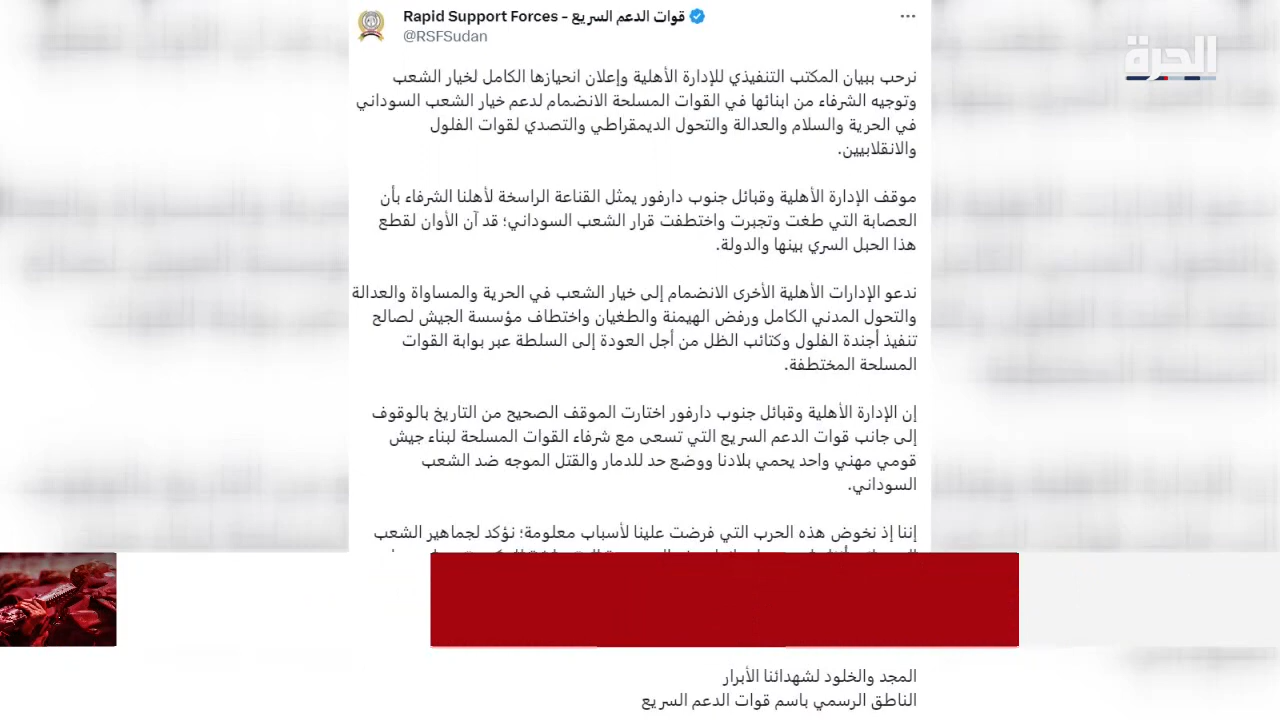 Rapid Support Forces - قوات الدعم السريع
@RSFSudan
الحرة
نرحب ببيان المكتب التنفيذي للإدارة الأهلية وإعلان انحيازها الكامل لخيار الشعب
وتوجيه الشرفاء من ابنائها في القوات المسلحة الانضمام لدعم خيار الشعب السوداني
في الحرية والسلام والعدالة والتحول الديمقراطي والتصدي لقوات الفلول
والانقلابيين.
موقف الإدارة الأهلية وقبائل جنوب دارفور يمثل القناعة الراسخة لأهلنا الشرفاء بأن
العصابة التي طغت وتجبرت واختطفت قرار الشعب السوداني؛ قد آن الأوان لقطع
هذا الحبل السري بينها والدولة.
ندعو الإدارات الأهلية الأخرى الانضمام إلى خيار الشعب في الحرية والمساواة والعدالة
والتحول المدني الكامل ورفض الهيمنة والطغيان واختطاف مؤسسة الجيش لصالح
تنفيذ أجندة الفلول وكتائب الظل من أجل العودة إلى السلطة عبر بوابة القوات
المسلحة المختطفة.
إن الإدارة الأهلية وقبائل جنوب دارفور اختارت الموقف الصحيح من التاريخ بالوقوف
إلى جانب قوات الدعم السريع التي تسعى مع شرفاء القوات المسلحة لبناء جيش
قومي مهني واحد يحمي بلادنا ووضع حد للدمار والقتل الموجه ضد الشعب
السوداني.
إننا إذ نخوض هذه الحرب التي فرضت علينا لأسباب معلومة؛ نؤكد لجماهير الشعب
المجد والخلود لشهدائنا الأبرار
الناطق الرسمي باسم قوات الدعم السريع